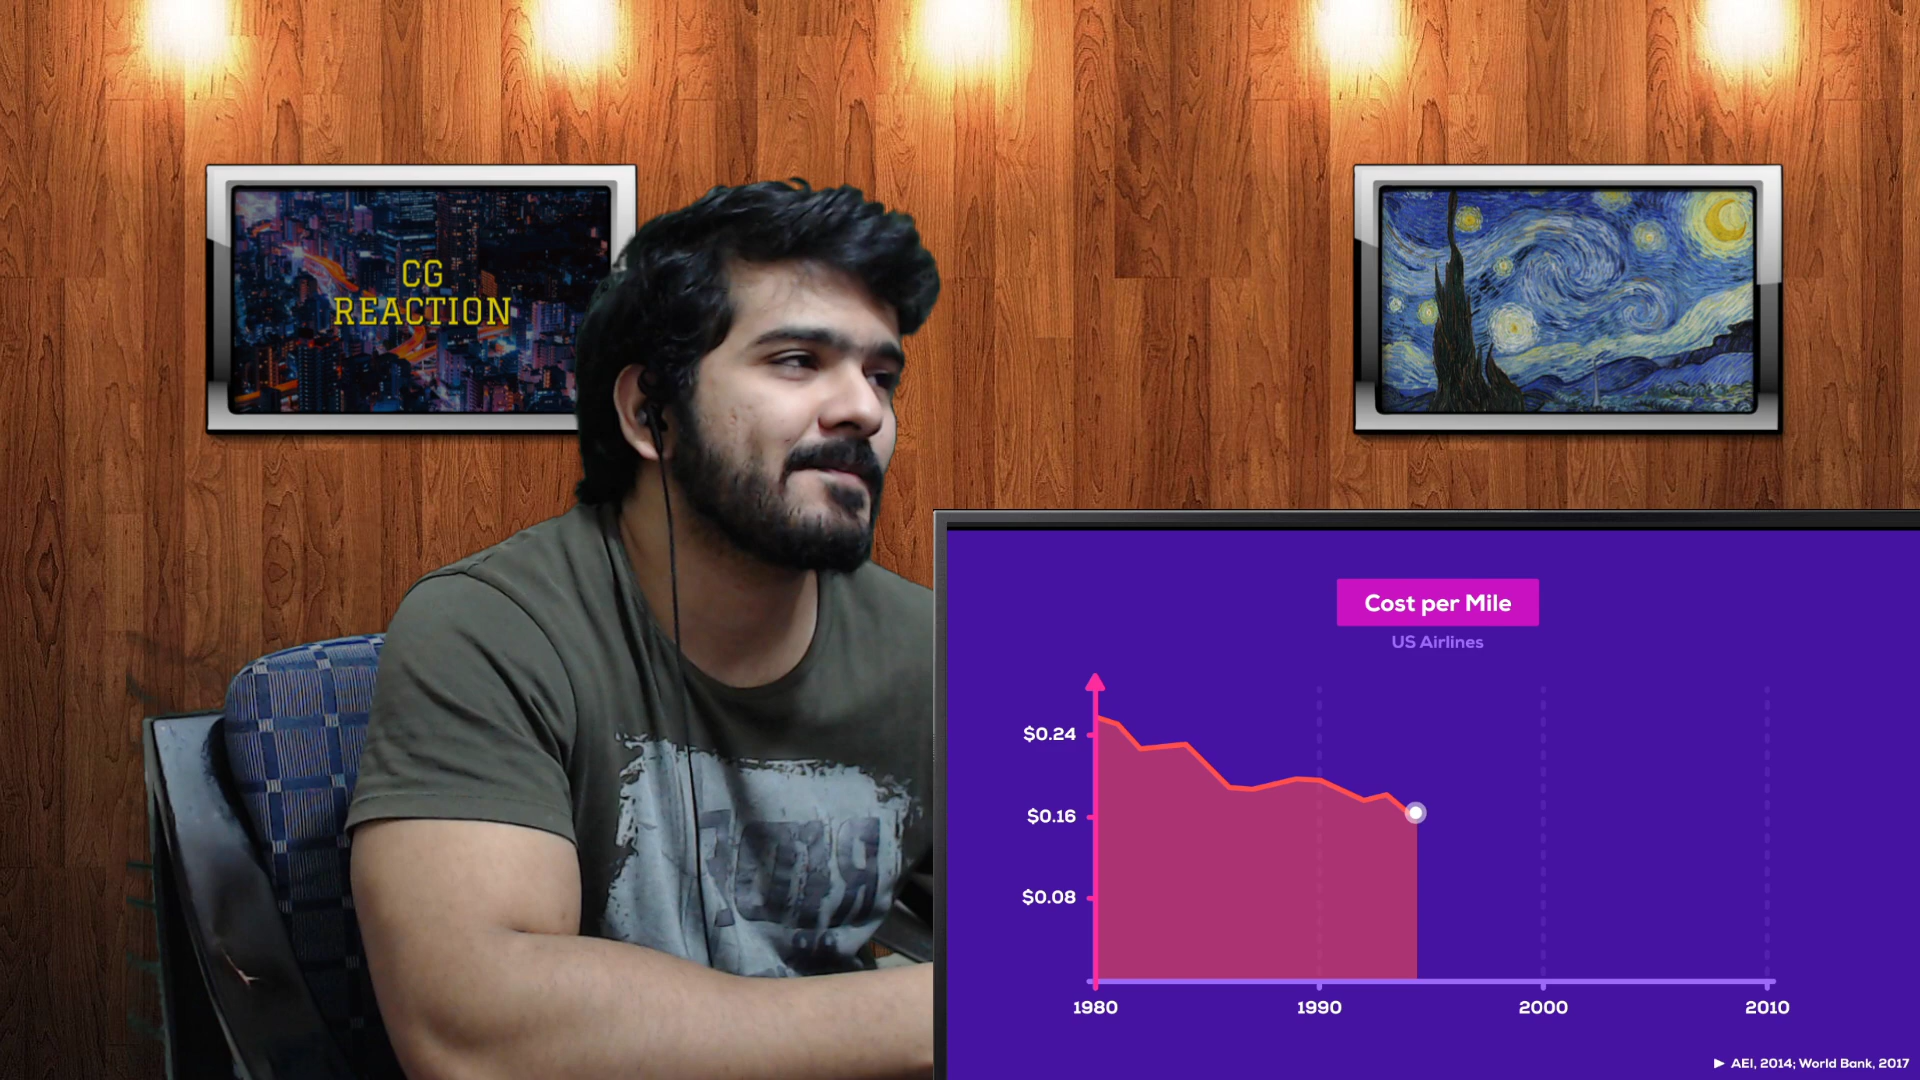 CG
REACTION
Cost per Mile
US Airlines
$0.24
$0.16
$0.08
1980
1990
2000
2010
► AEI, 2014; World Bank, 2017